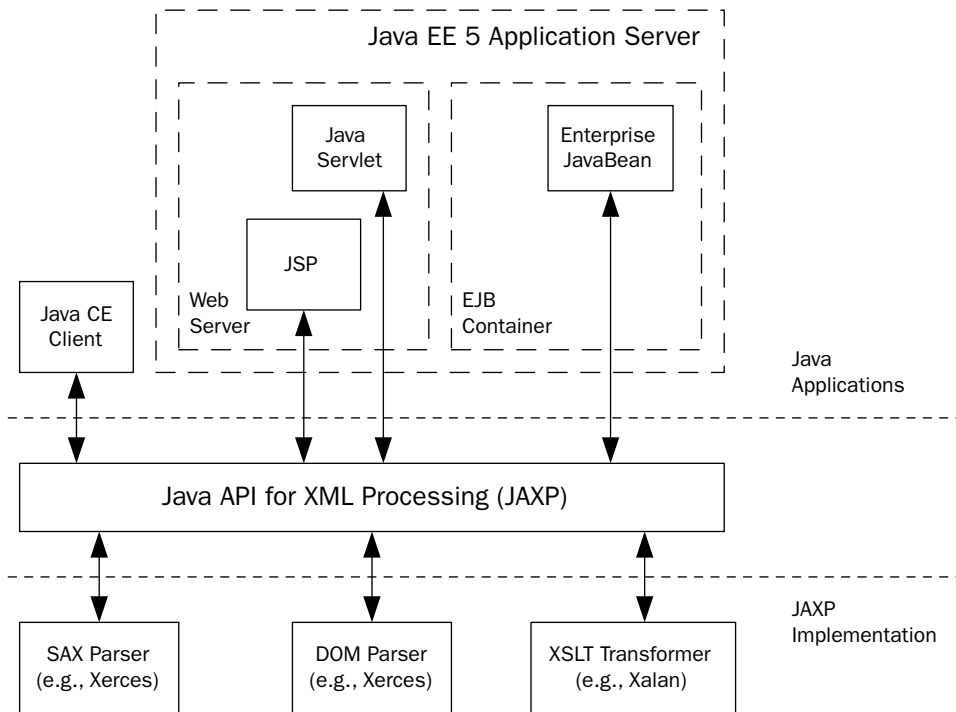 Java EE 5 Application Server
Java
Servlet
Enterprise
JavaBean
JSP
Web
Server
EJB
Container
Java CE
Client
Java
Applications
Java API for XML Processing (JAXP)
JAXP
Implementation
SAX Parser
(e.g., Xerces)
DOM Parser
(e.g., Xerces)
XSLT Transformer
(e.g., Xalan)